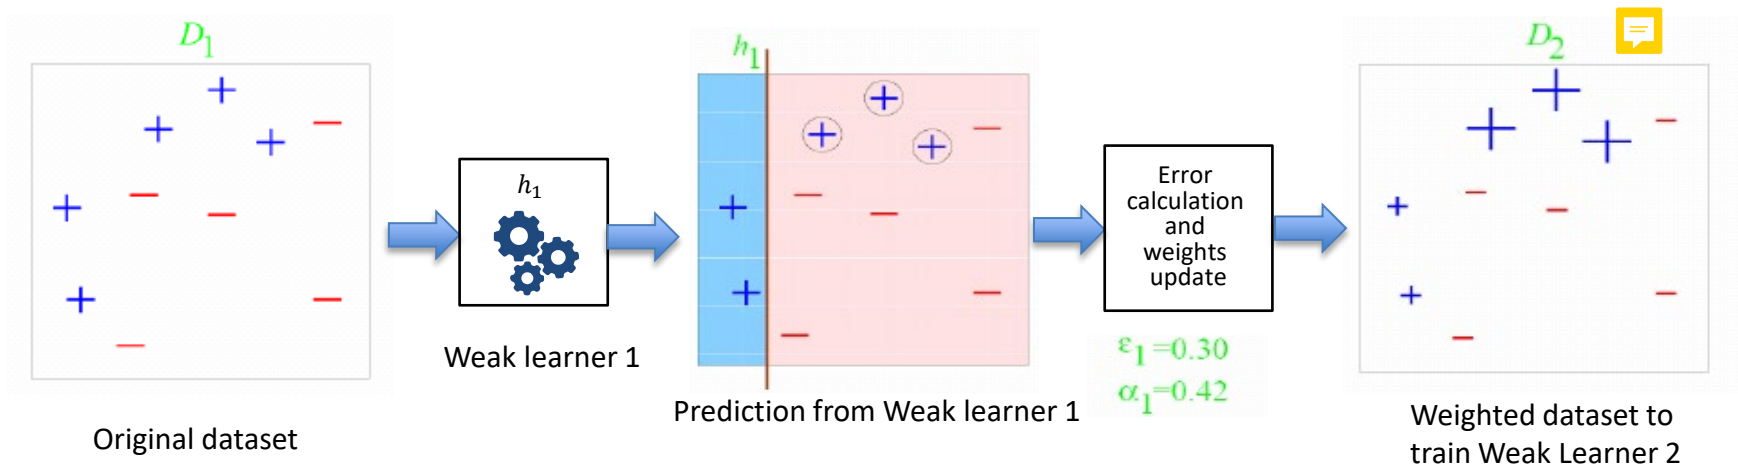 D1
Original dataset
h1
Weak learner 1
h1
Prediction from Weak learner 1
Error
calculation
and
weights
update
ε1=0.30
α1=0.42
D2
Weighted dataset to
train Weak Learner 2